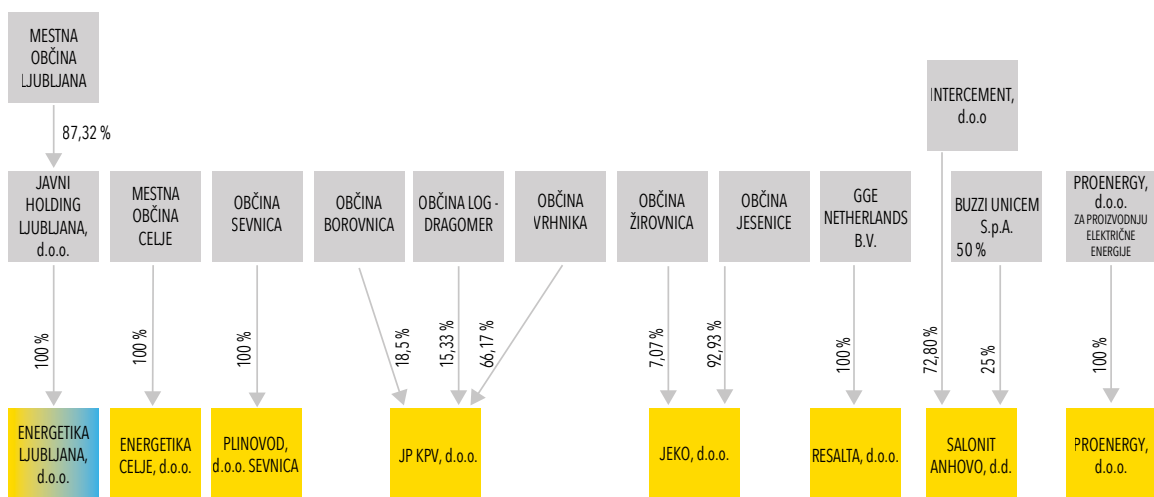 MESTNA
OBČINA
LJUBLJANA
INTERCEMENT,
d.o.o
87,32 %
JAVNI
HOLDING
LJUBLJANA,
d.o.o.
MESTNA
OBČINA
CELJE
OBČINA
SEVNICA
OBČINA
BOROVNICA
OBČINA LOG -
DRAGOMER
OBČINA
VRHNIKA
OBČINA
ŽIROVNICA
OBČINA
JESENICE
GGE
NETHERLANDS
B.V.
BUZZI UNICEM
S.p.A.
50 %
PROENERGY,
d.o.o.
ZA PROIZVODNJU
ELEKTRIČNE
ENERGIJE
100 %
100 %
100 %
18,5 %
15,33 %
66,17 %
7,07 %
92,93 %
100 %
72,80 %
25 %
100 %
ENERGETIKA
LJUBLJANA,
d.o.o.
ENERGETIKA
CELJE, d.o.o.
PLINOVOD,
d.o.o. SEVNICA
JP KPV, d.o.o.
JEKO, d.o.o.
RESALTA, d.o.o.
SALONIT
ANHOVO, d.d.
PROENERGY,
d.o.o.